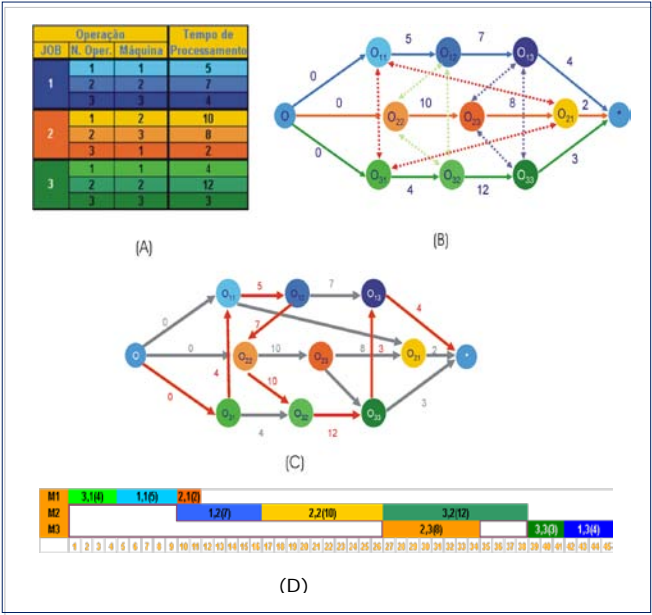 Operação Tempo de
JOB N. Oper. Máquina Processamento
1 1 1 5
2 2 7
3 3 4
2 1 2 10
2 3 8
3 1 2
3 1 1 4
2 2 12
3 3 3
(A)
O₁₁ 5 O₁₂ 7 O₁₃ 4
0
O 0 O₂₂ 10 O₂₃ 8 O₂₁ 2 *
0
O₃₁ 4 O₃₂ 12 O₃₃ 3
(B)
O₁₁ 5 O₁₂ 7 O₁₃ 4
0 7
O 0 O₂₂ 10 O₂₃ 8 3 O₂₁ 2 *
0 4 10
O₃₁ 4 O₃₂ 12 O₃₃ 3
(C)
M1 3,1(4) 1,1(5) 2,1(2)
M2 1,2(7) 2,2(10) 3,2(12)
M3 2,3(8) 3,3(3) 1,3(4)
1 2 3 4 5 6 7 8 9 10 11 12 13 14 15 16 17 18 19 20 21 22 23 24 25 26 27 28 29 30 31 32 33 34 35 36 37 38 39 40 41 42 43 44 45
(D)